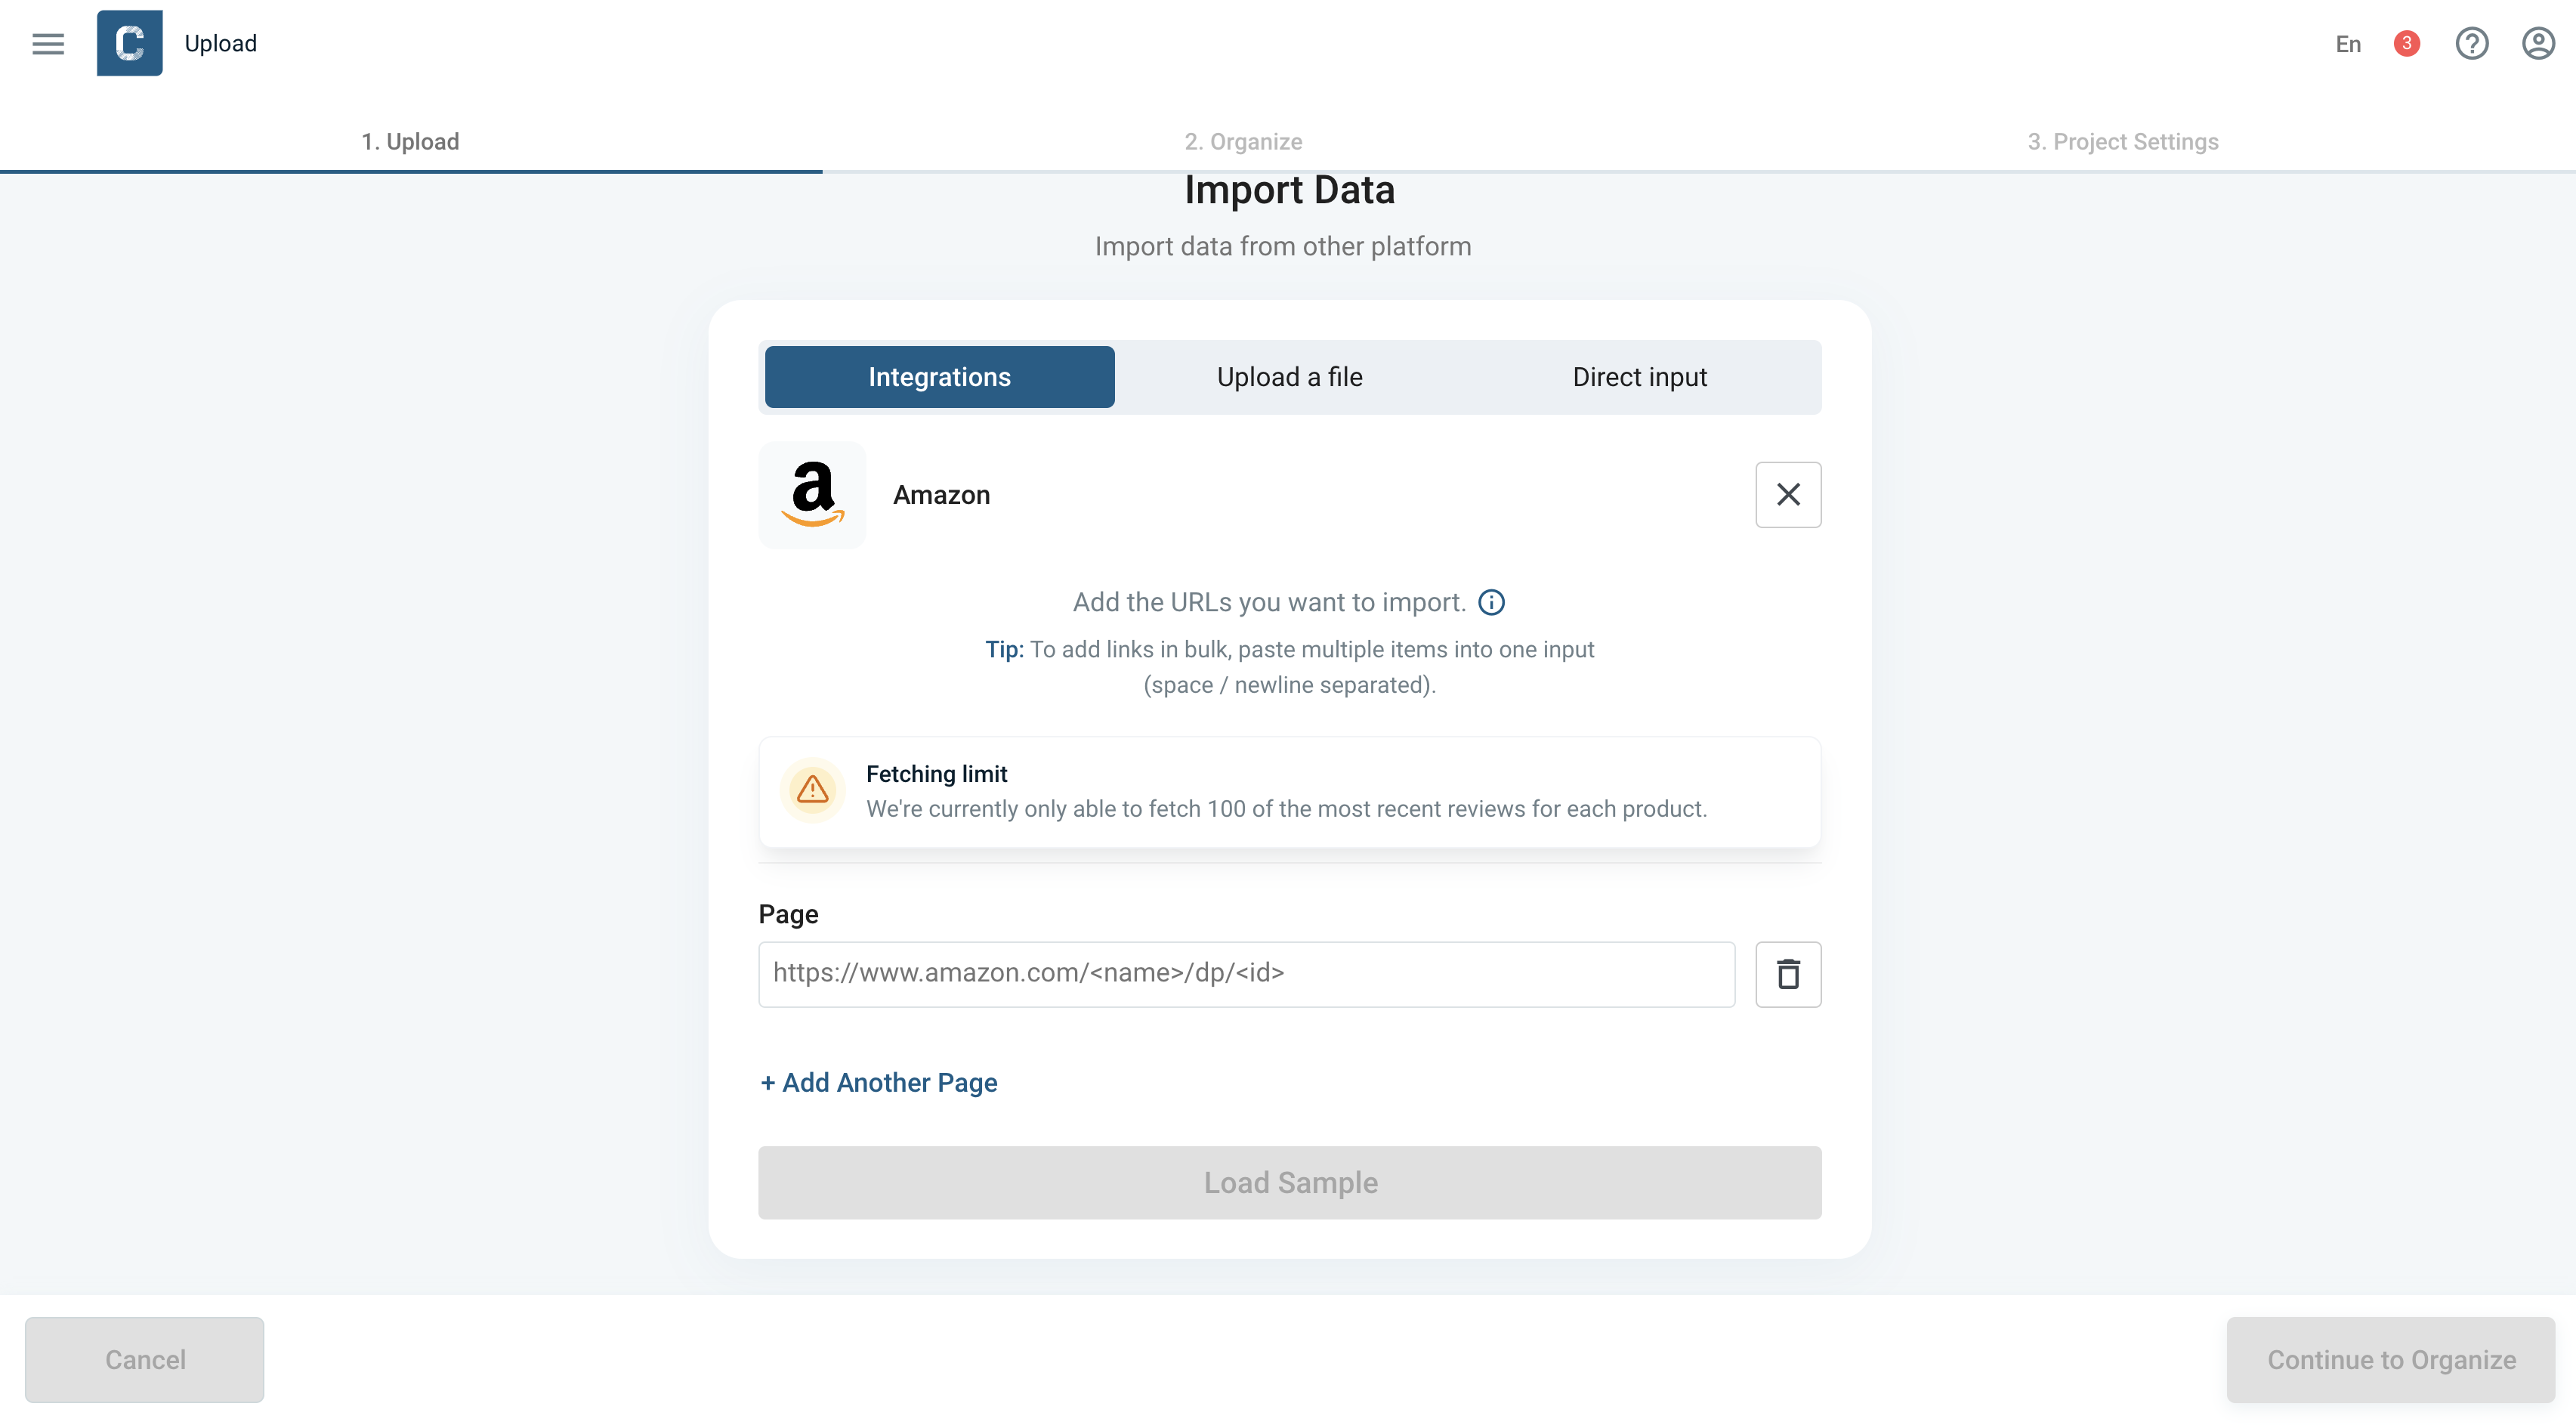 C
Upload
En
3
1. Upload
2. Organize
3. Project Settings
Import Data
Import data from other platform
Integrations
Upload a file
Direct input
a
Amazon
Add the URLs you want to import.
Tip: To add links in bulk, paste multiple items into one input
(space / newline separated).
Fetching limit
We're currently only able to fetch 100 of the most recent reviews for each product.
Page
https://www.amazon.com/<name>/dp/<id>
+ Add Another Page
Load Sample
Cancel
Continue to Organize